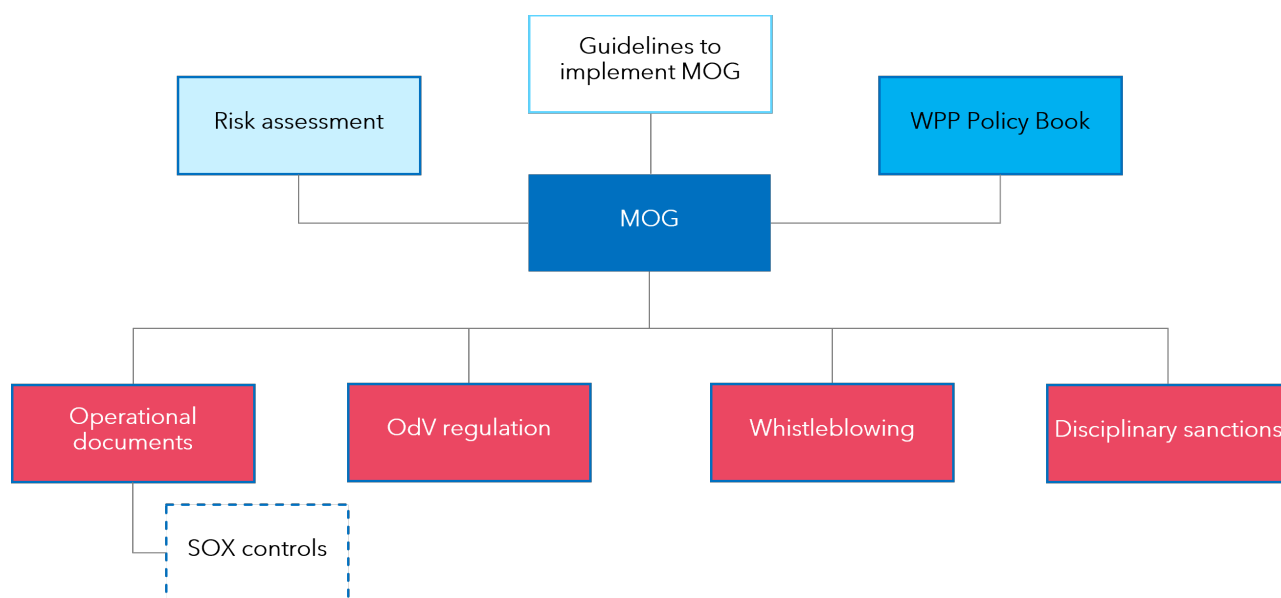 Guidelines to
implement MOG
Risk assessment
WPP Policy Book
MOG
Operational
documents
OdV regulation
Whistleblowing
Disciplinary sanctions
SOX controls